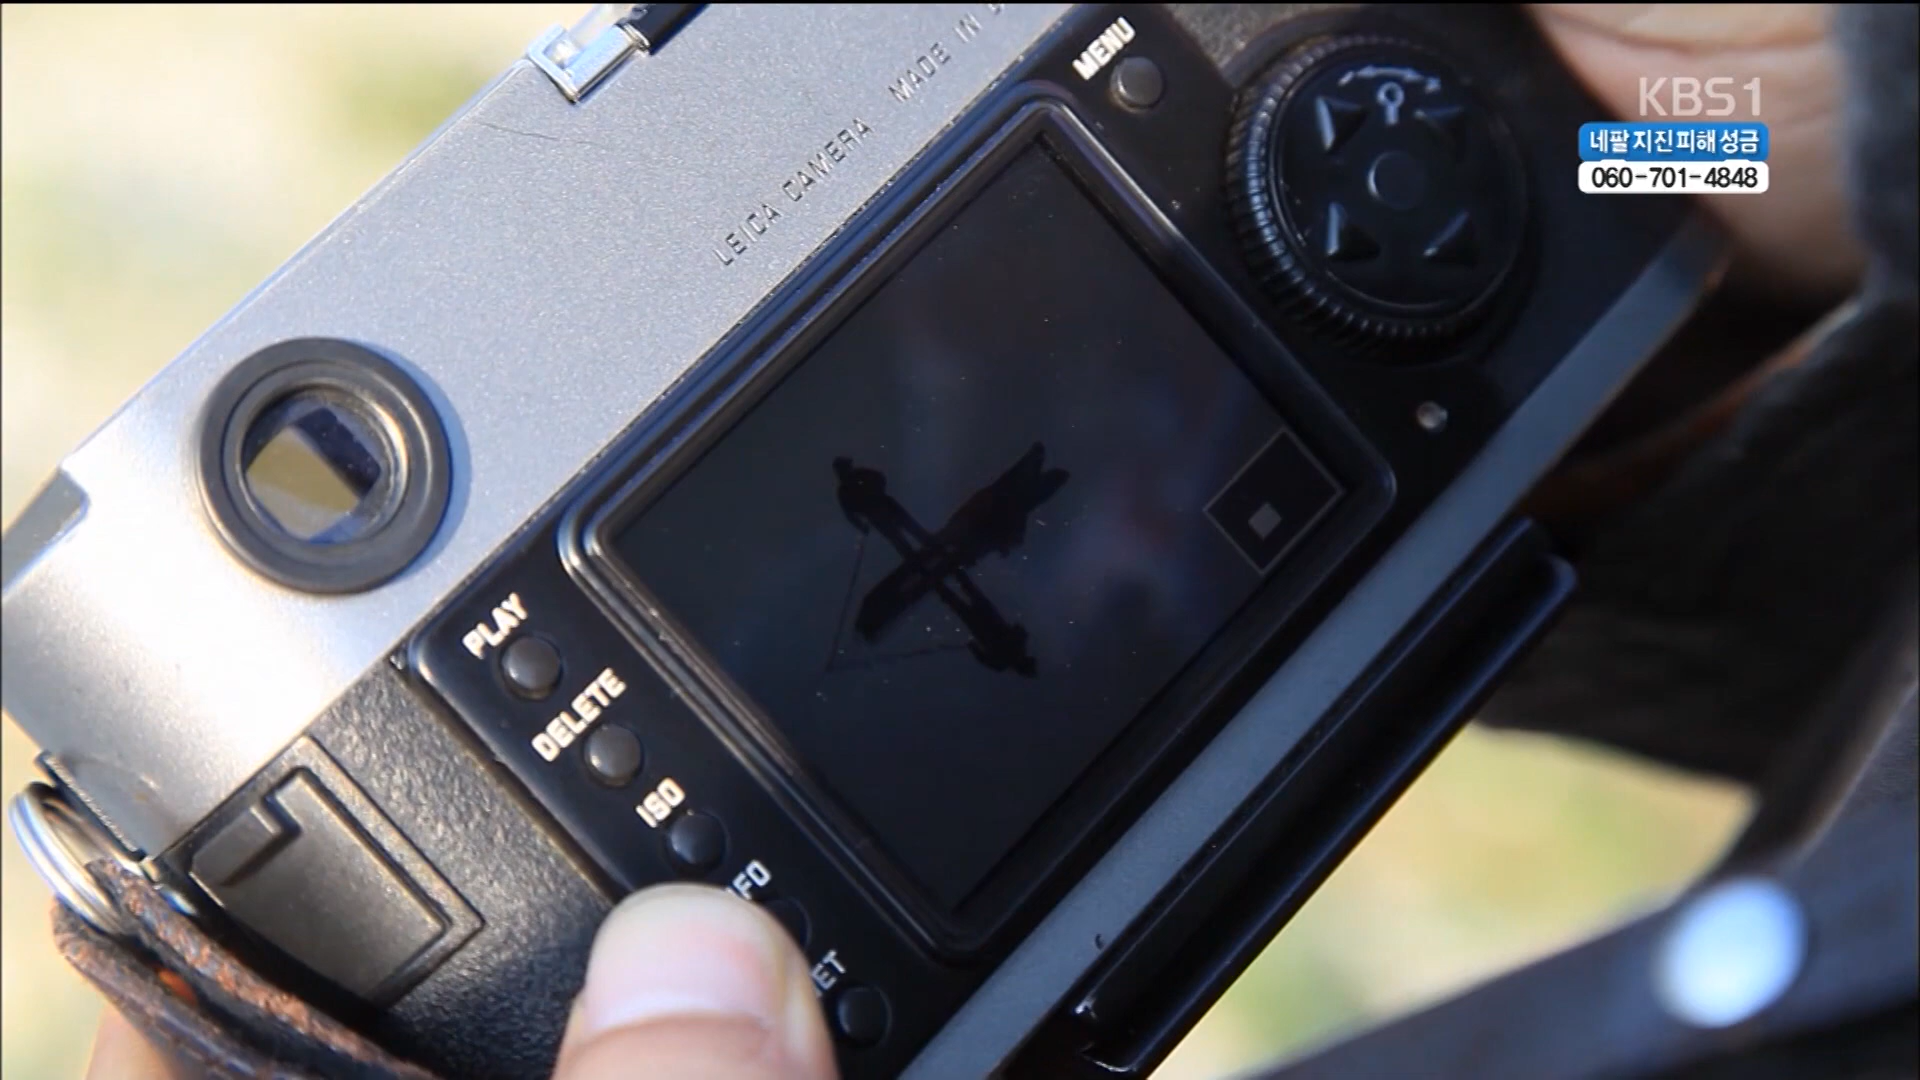 KBS1
네팔 지진 피해 성금
060-701-4848
MENU
LEICA CAMERA MADE IN
PLAY
DELETE
ISO